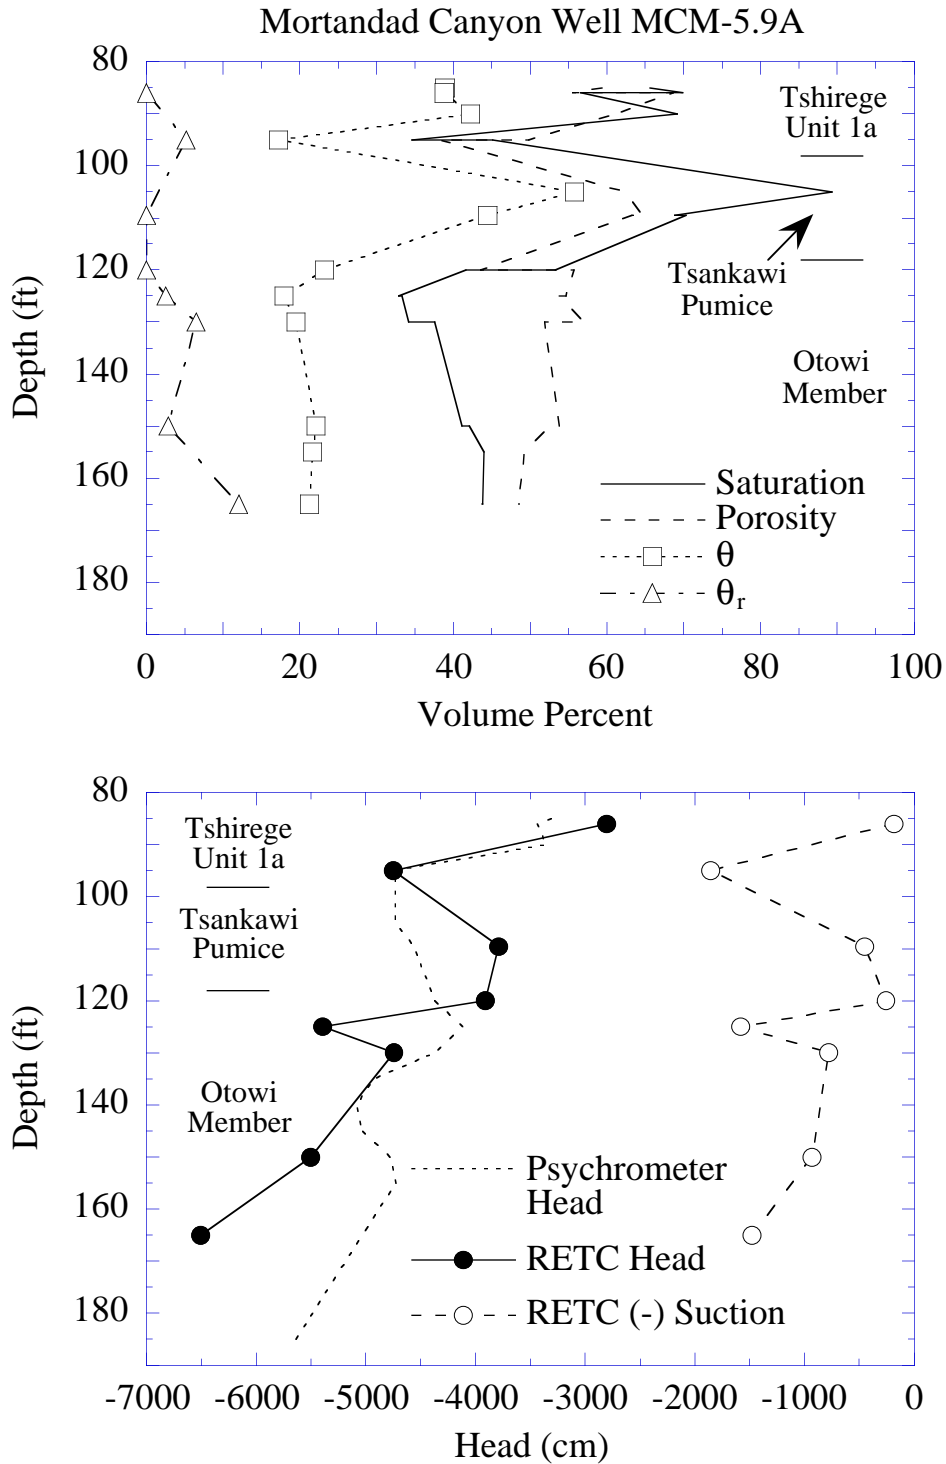 Mortandad Canyon Well MCM-5.9A
80
100
120
140
160
180
Depth (ft)
Tshirege
Unit 1a
Tsankawi
Pumice
Otowi
Member
Saturation
Porosity
θ
θr
0
20
40
60
80
100
Volume Percent
80
100
120
140
160
180
Depth (ft)
Tshirege
Unit 1a
Tsankawi
Pumice
Otowi
Member
Psychrometer
Head
RETC Head
RETC (-) Suction
-7000 -6000 -5000 -4000 -3000 -2000 -1000 0
Head (cm)